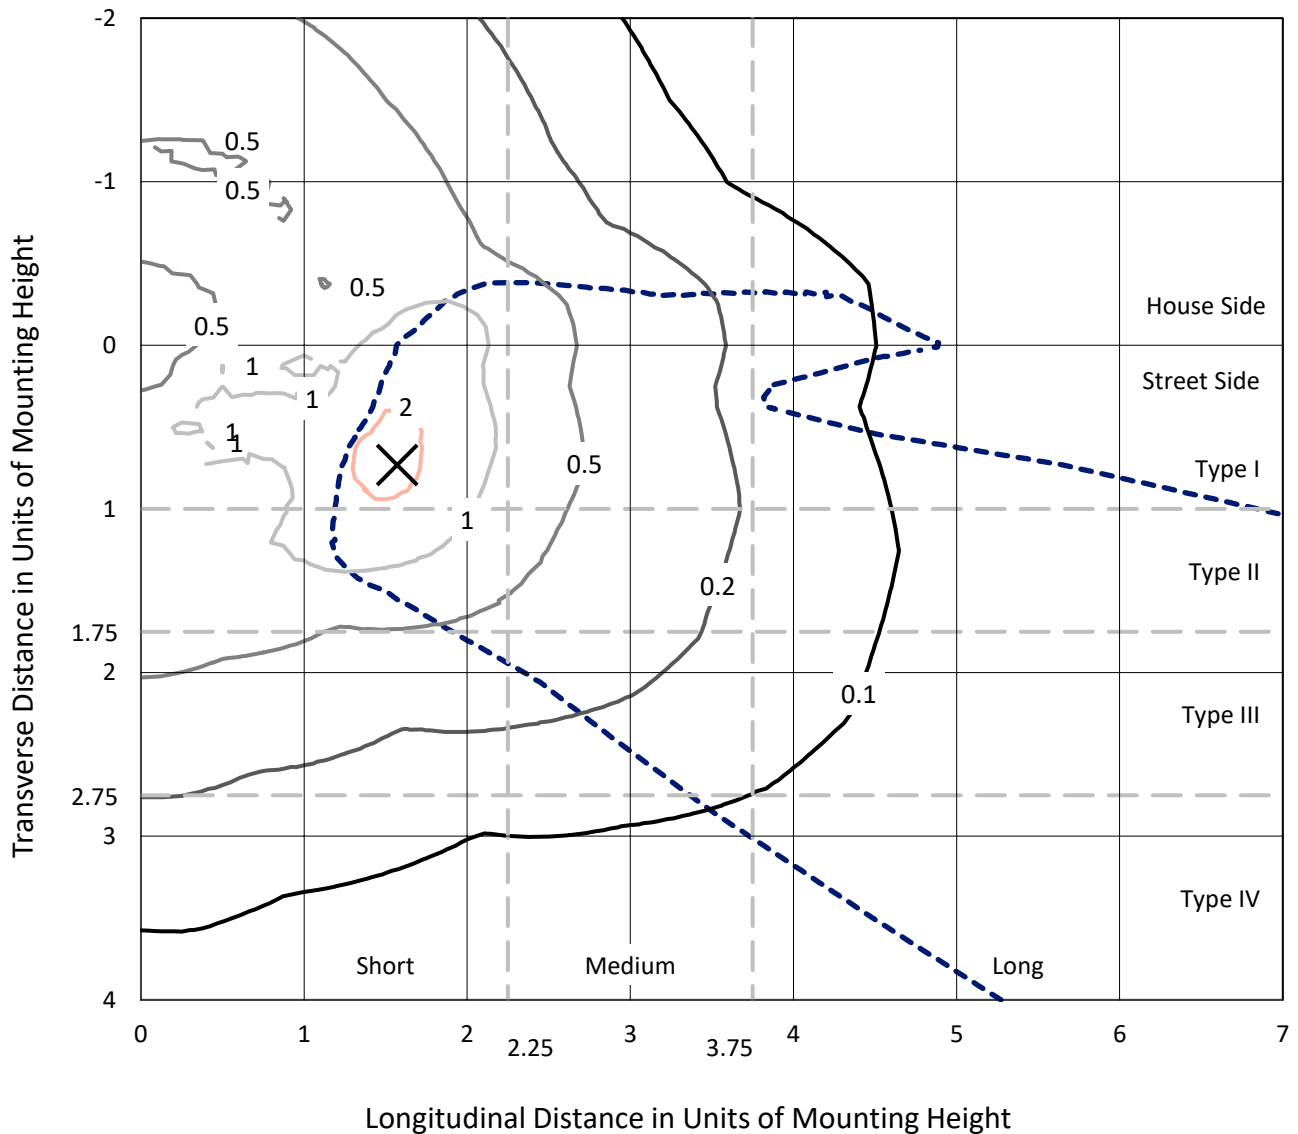 -2
0.5
-1
0.5
0.5
House Side
0.5
0
1
Street Side
1
2
1
1
0.5
Type I
1
1
Type II
0.2
1.75
2
0.1
Type III
2.75
3
Type IV
Short
Medium
Long
4
0
1
2
2.25
3
3.75
4
5
6
7
Transverse Distance in Units of Mounting Height
Longitudinal Distance in Units of Mounting Height